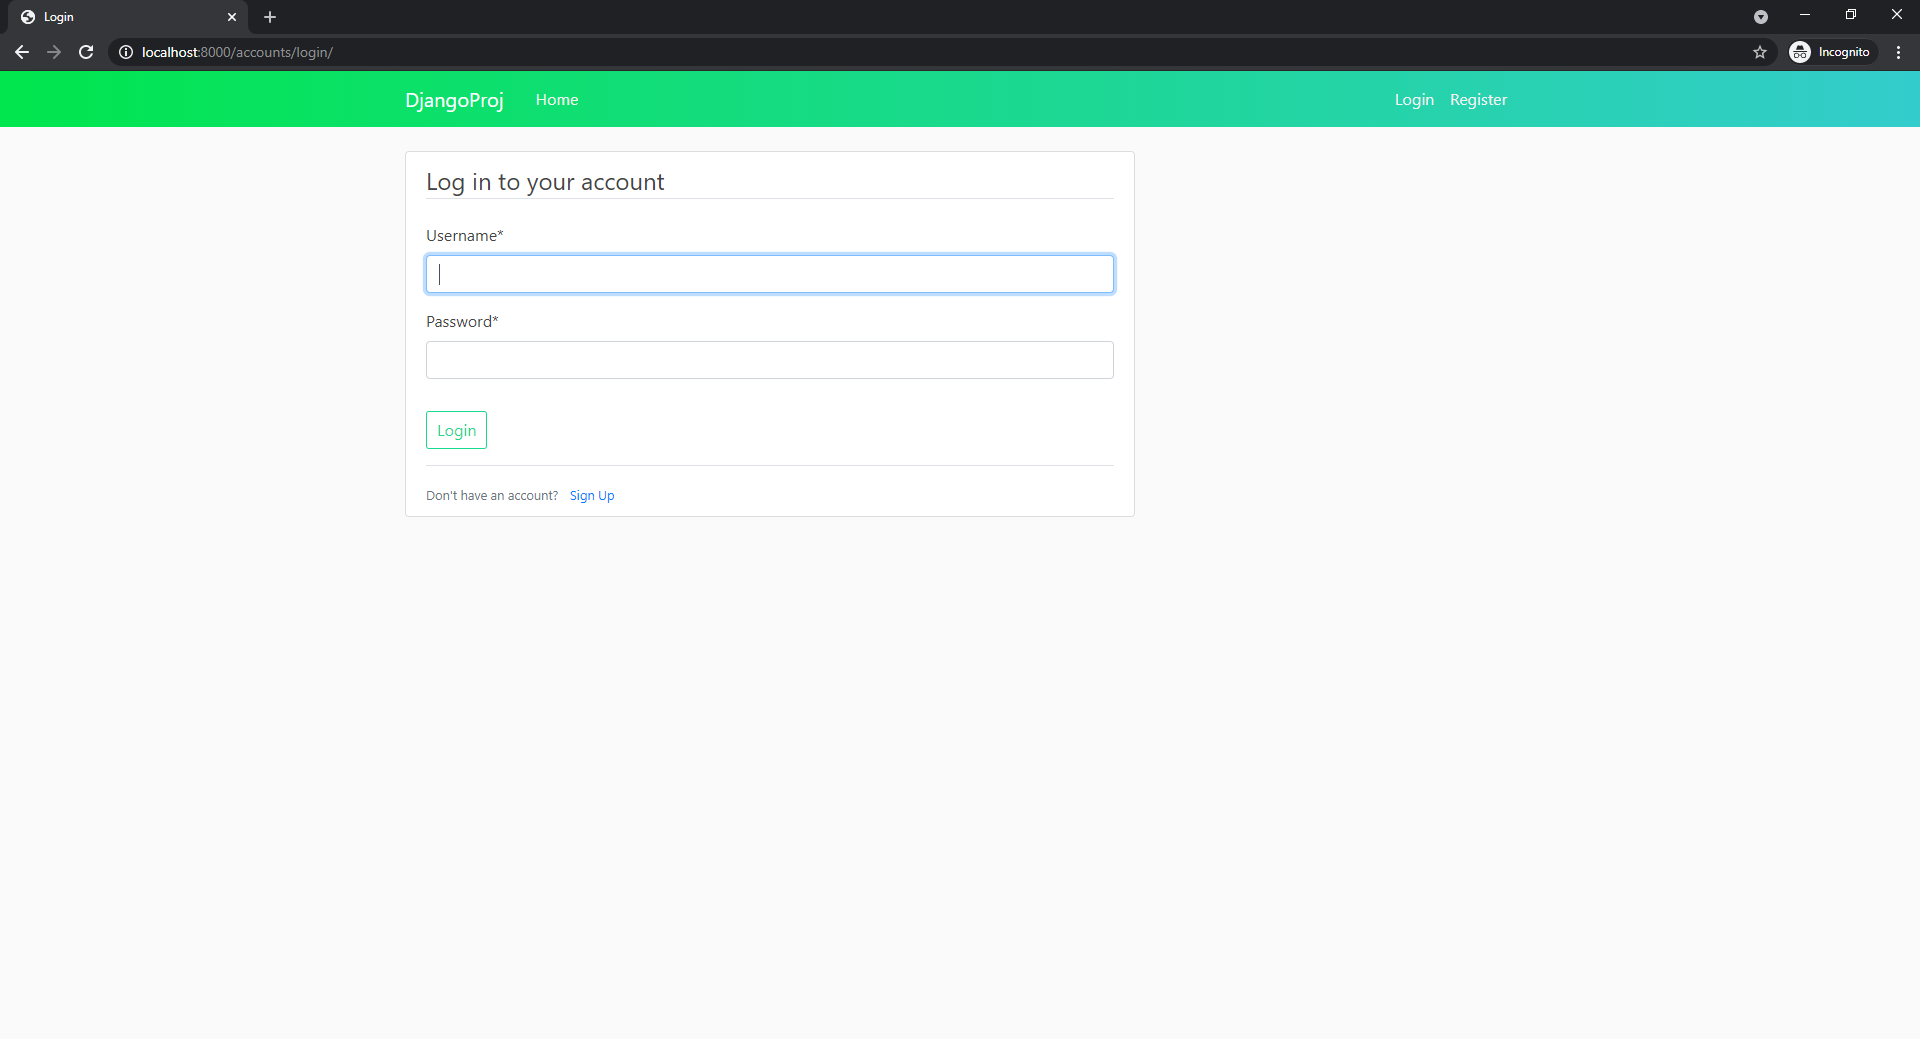 Login
localhost:8000/accounts/login/
Incognito
DjangoProj Home Login Register
Log in to your account
Username*
Password*
Login
Don't have an account? Sign Up